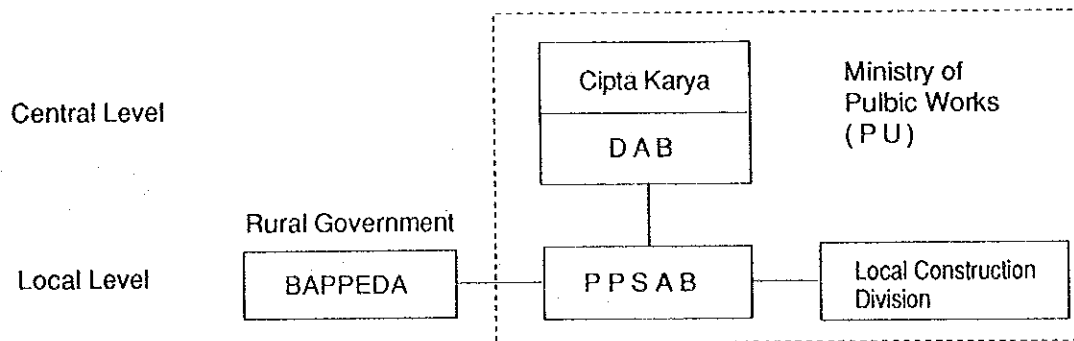 Cipta Karya
Ministry of
Pulbic Works
(PU)
Central Level
DAB
Rural Government
Local Level
BAPPEDA
PPSAB
Local Construction
Division